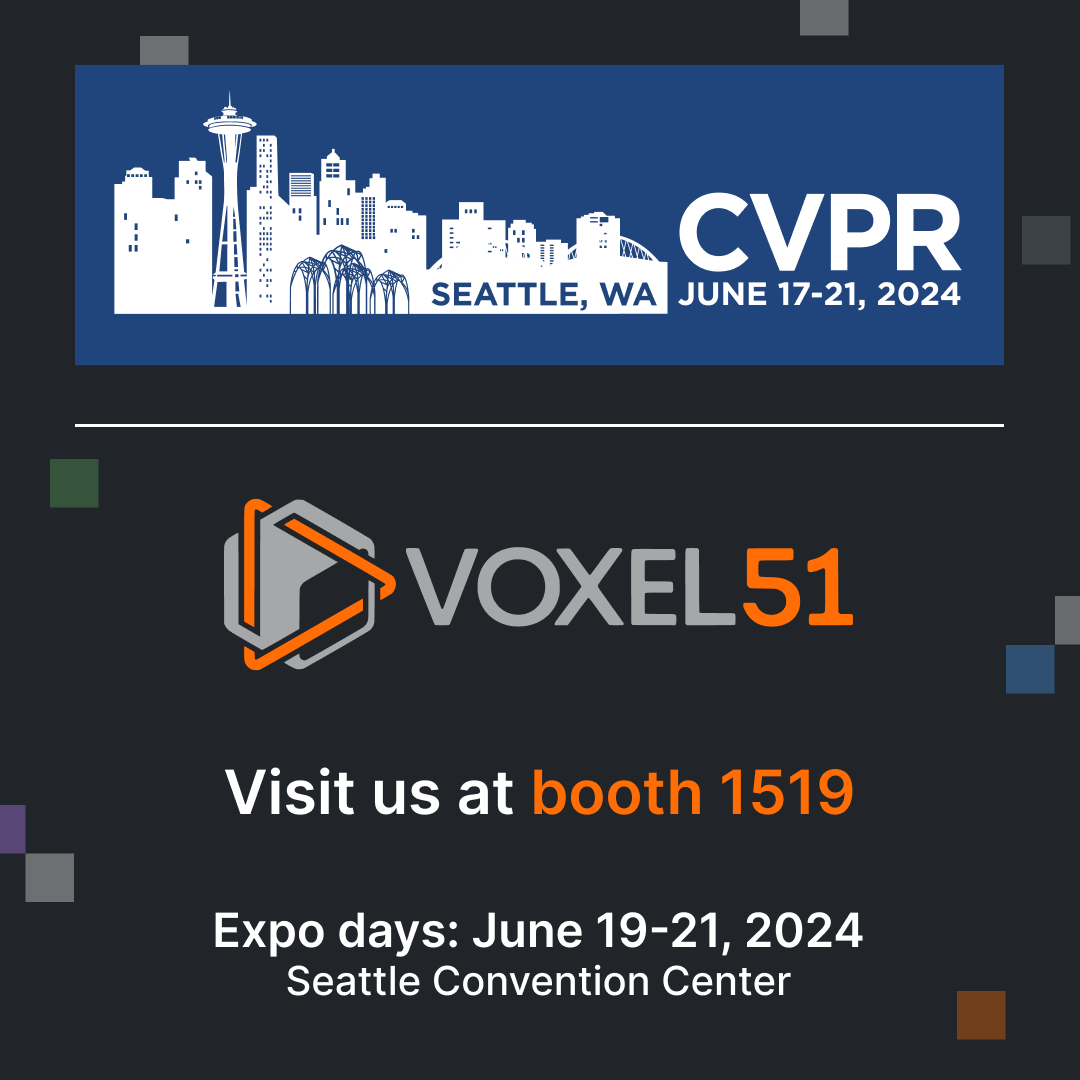 SEATTLE, WA
CVPR
JUNE 17-21, 2024
VOXEL51
Visit us at booth 1519
Expo days: June 19-21, 2024
Seattle Convention Center